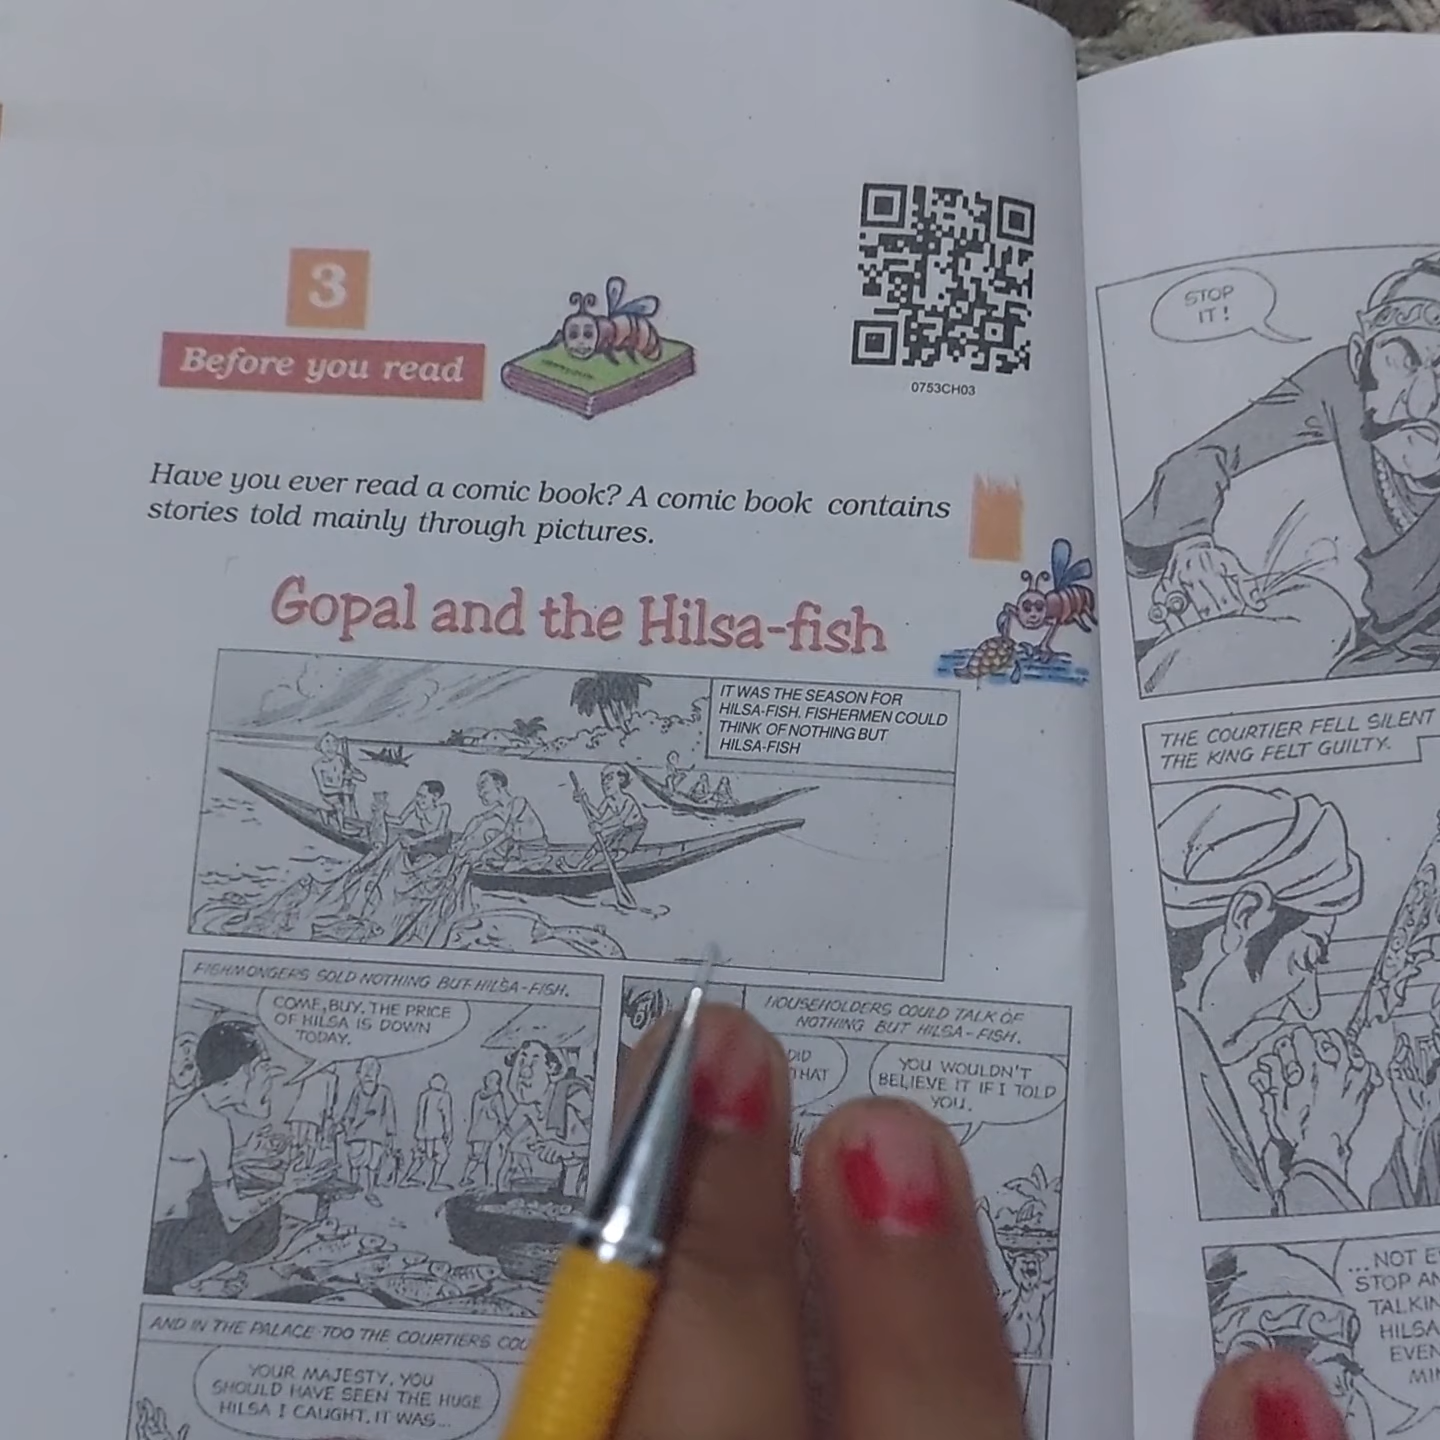 3
Before you read
0753CH03
Have you ever read a comic book? A comic book contains
stories told mainly through pictures.
Gopal and the Hilsa-fish
IT WAS THE SEASON FOR
HILSA-FISH. FISHERMEN COULD
THINK OF NOTHING BUT
HILSA-FISH
FISHMONGERS SOLD NOTHING BUT HILSA-FISH.
COME, BUY. THE PRICE
OF HILSA IS DOWN
TODAY.
HOUSEHOLDERS COULD TALK OF
NOTHING BUT HILSA-FISH.
DID
THAT
YOU WOULDN'T
BELIEVE IT IF I TOLD
YOU.
AND IN THE PALACE TOO THE COURTIERS
YOUR MAJESTY, YOU
SHOULD HAVE SEEN THE HUGE
HILSA I CAUGHT. IT WAS...
STOP
IT!
THE COURTIER FELL SILENT
THE KING FELT GUILTY.
...NOT
STOP
HILSA